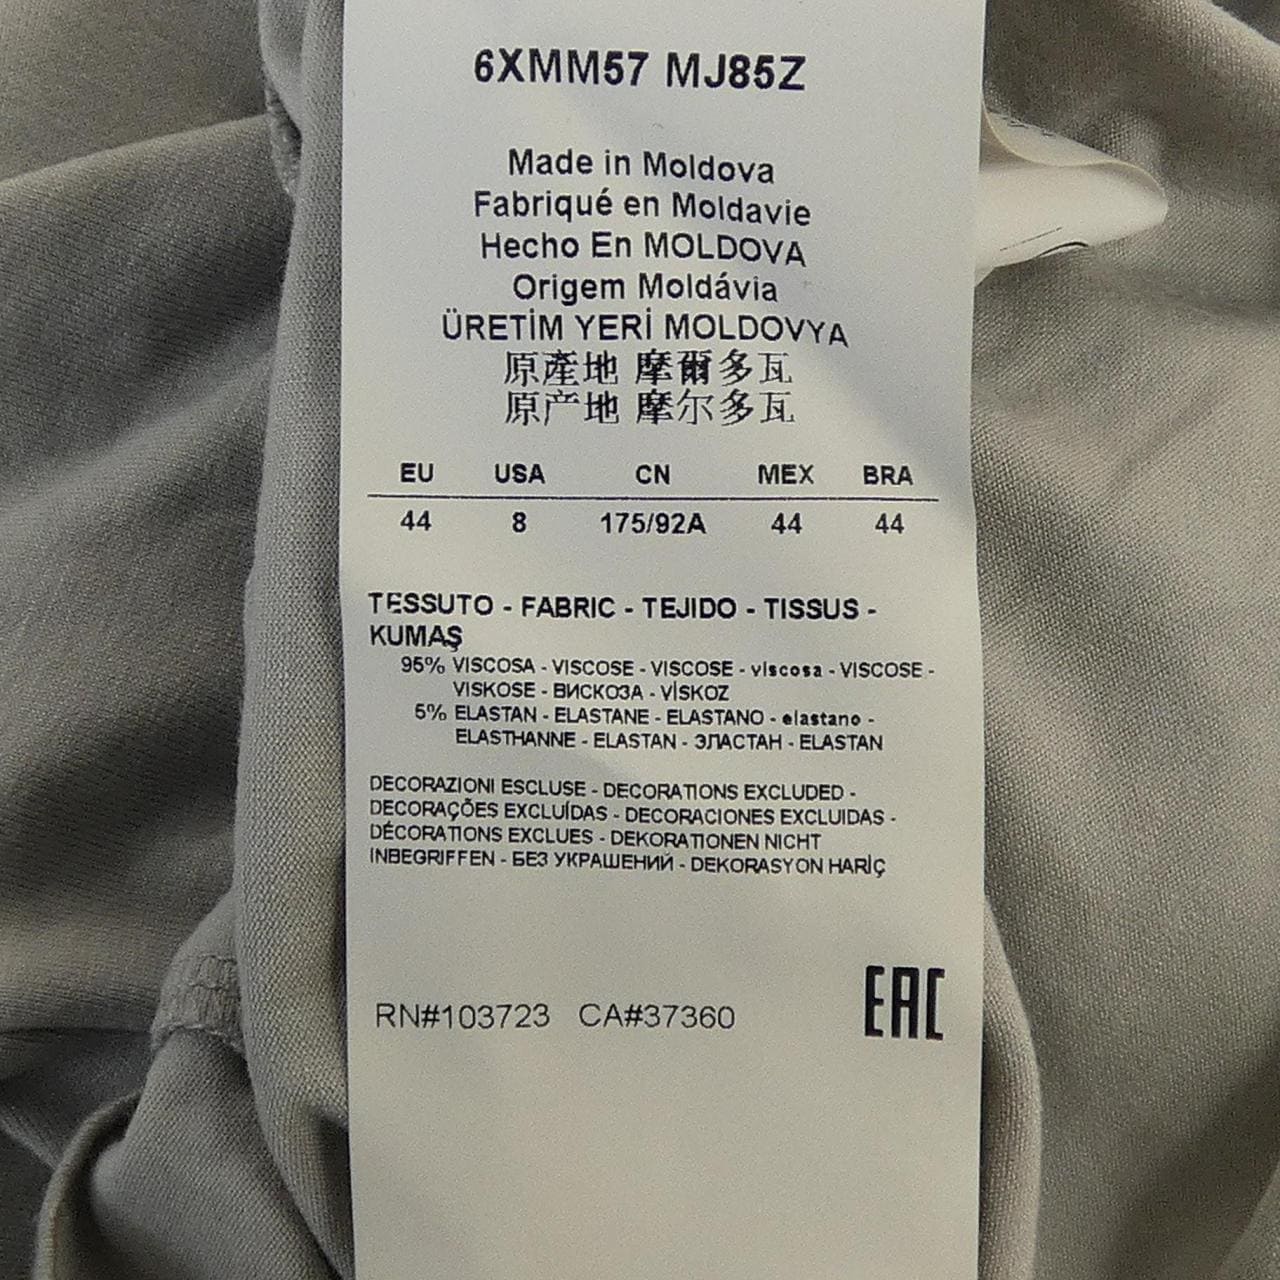 6XMM57 MJ85Z
Made in Moldova
Fabriqué en Moldavie
Hecho En MOLDOVA
Origem Moldávia
ÜRETİM YERİ MOLDOVYA
原產地 摩爾多瓦
原产地 摩尔多瓦
EU USA CN MEX BRA
44 8 175/92A 44 44
TESSUTO - FABRIC - TEJIDO - TISSUS -
KUMAŞ
95% VISCOSA - VISCOSE - VISCOSE - viscosa - VISCOSE -
VISKOSE - ВИСКОЗА - VİSKOZ
5% ELASTAN - ELASTANE - ELASTANO - elastano -
ELASTHANNE - ELASTAN - ЭЛАСТАН - ELASTAN
DECORAZIONI ESCLUSE - DECORATIONS EXCLUDED -
DECORAÇÕES EXCLUÍDAS - DECORACIONES EXCLUIDAS -
DÉCORATIONS EXCLUES - DEKORATIONEN NICHT
INBEGRIFFEN - БЕЗ УКРАШЕНИЙ - DEKORASYON HARİÇ
RN#103723 CA#37360
EAC